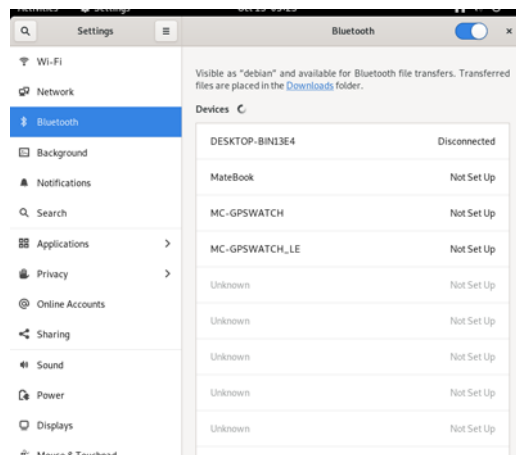 Settings
Bluetooth
Wi-Fi
Network
Bluetooth
Background
Notifications
Search
Applications
Privacy
Online Accounts
Sharing
Sound
Power
Displays
Mouse & Touchpad
Visible as "debian" and available for Bluetooth file transfers. Transferred
files are placed in the Downloads folder.
Devices
DESKTOP-BIN13E4 Disconnected
MateBook Not Set Up
MC-GPSWATCH Not Set Up
MC-GPSWATCH_LE Not Set Up
Unknown Not Set Up
Unknown Not Set Up
Unknown Not Set Up
Unknown Not Set Up
Unknown Not Set Up